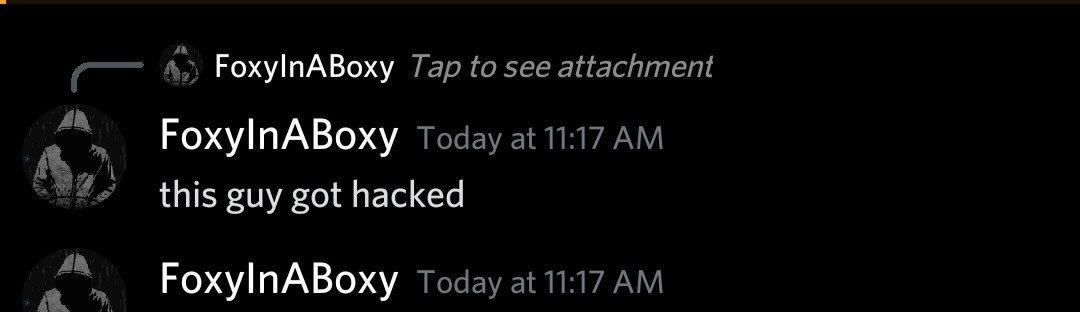 FoxyInABoxy Tap to see attachment
FoxyInABoxy Today at 11:17 AM
this guy got hacked
FoxyInABoxy Today at 11:17 AM